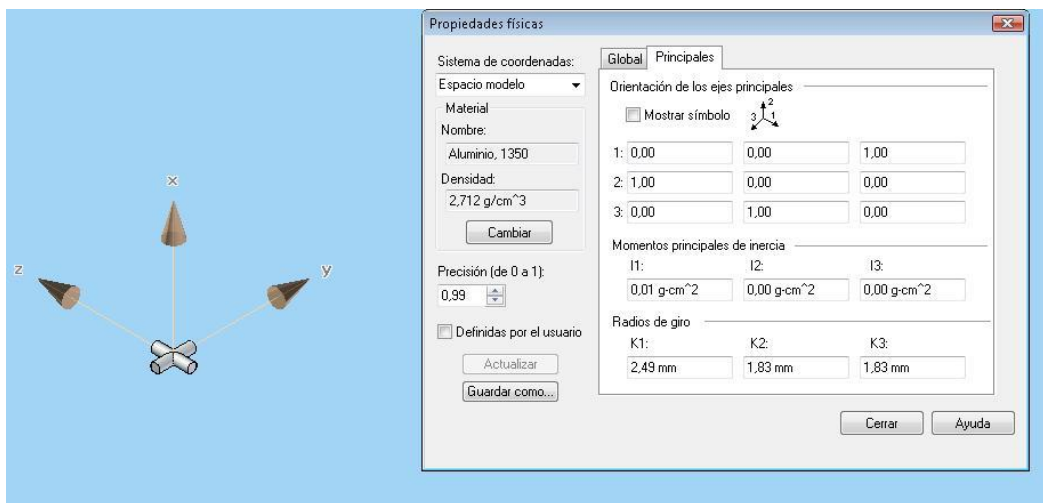 x
z
y
Propiedades físicas
Sistema de coordenadas:
Espacio modelo
Material
Nombre:
Aluminio, 1350
Densidad:
2,712 g/cm^3
Cambiar
Precisión (de 0 a 1):
0,99
Definidas por el usuario
Actualizar
Guardar como...
Global Principales
Orientación de los ejes principales
Mostrar símbolo 3 2 1
1: 0,00 0,00 1,00
2: 1,00 0,00 0,00
3: 0,00 1,00 0,00
Momentos principales de inercia
I1: I2: I3:
0,01 g-cm^2 0,00 g-cm^2 0,00 g-cm^2
Radios de giro
K1: K2: K3:
2,49 mm 1,83 mm 1,83 mm
Cerrar Ayuda